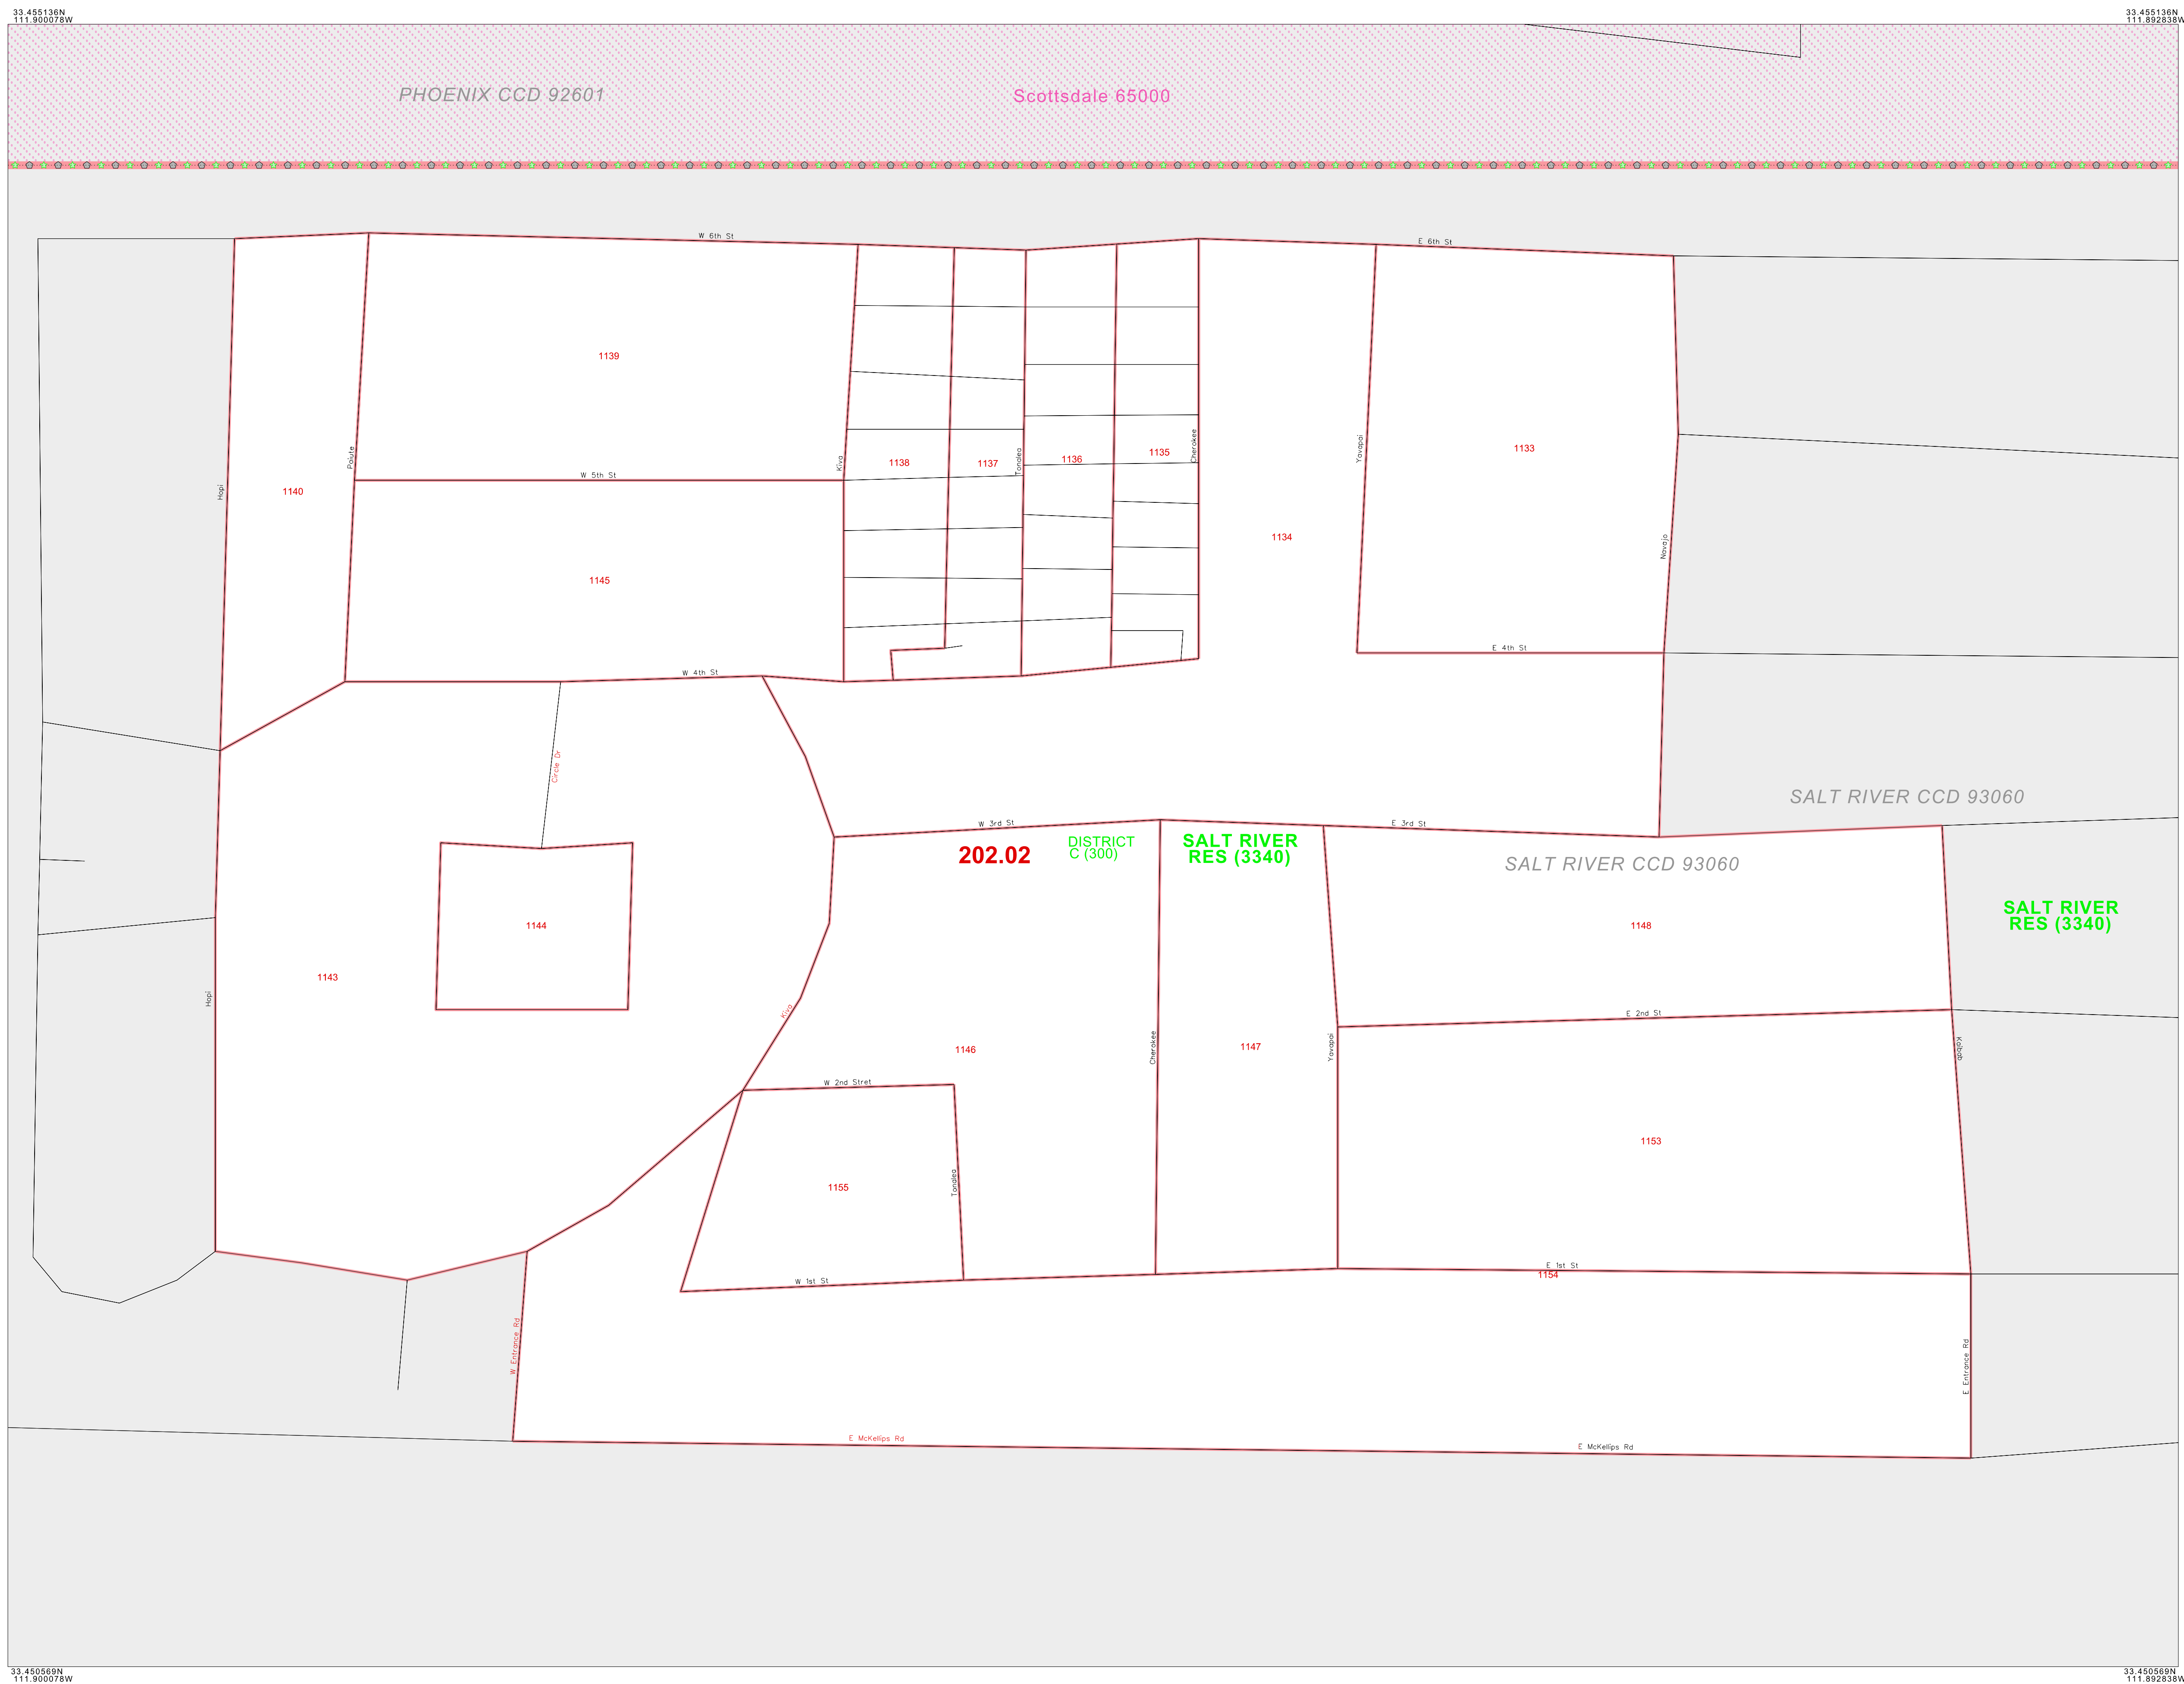 33.455136N
111.900078W
33.455136N
111.892838W
PHOENIX CCD 92601
Scottsdale 65000
W 6th St
E 6th St
1139
Paiute
Kiva
Tonalea
Cherokee
Yavapai
1133
1138
1137
1136
1135
W 5th St
Hopi
1140
1134
Navajo
1145
E 4th St
W 4th St
Circle Dr
SALT RIVER CCD 93060
W 3rd St
E 3rd St
202.02
DISTRICT
C (300)
SALT RIVER
RES (3340)
SALT RIVER CCD 93060
SALT RIVER
RES (3340)
1144
1148
1143
Hopi
Kiva
E 2nd St
1146
Cherokee
1147
Yavapai
Kaibab
W 2nd Stret
1153
1155
Tonalea
W 1st St
E 1st St
1154
W Entrance Rd
E Entrance Rd
E McKellips Rd
E McKellips Rd
33.450569N
111.900078W
33.450569N
111.892838W